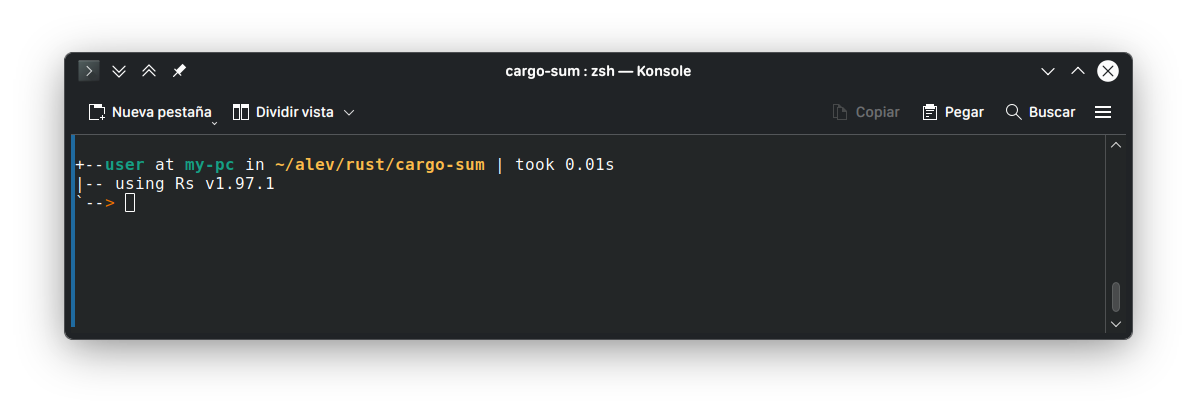 cargo-sum : zsh — Konsole
Nueva pestaña Dividir vista Copiar Pegar Buscar
+--user at my-pc in ~/alev/rust/cargo-sum | took 0.01s
|-- using Rs v1.97.1
`-->